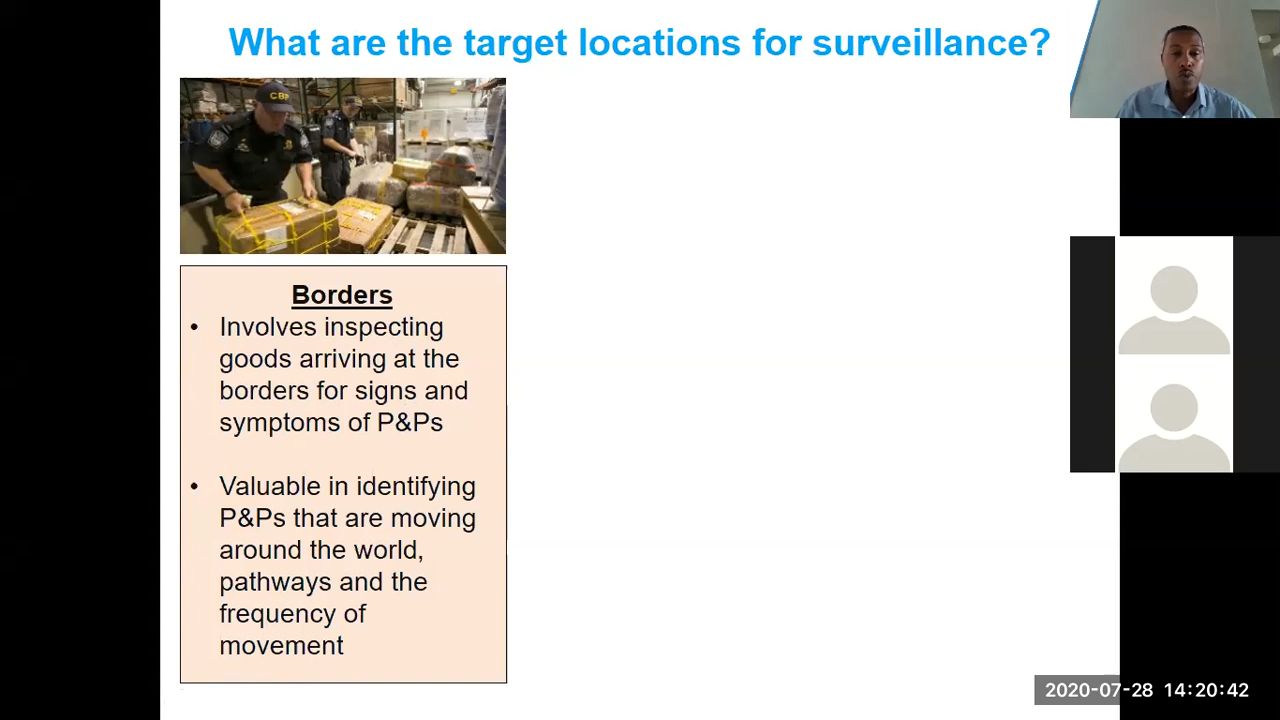 What are the target locations for surveillance?
CBP
Borders
• Involves inspecting
goods arriving at the
borders for signs and
symptoms of P&Ps
• Valuable in identifying
P&Ps that are moving
around the world,
pathways and the
frequency of
movement
2020-07-28 14:20:42